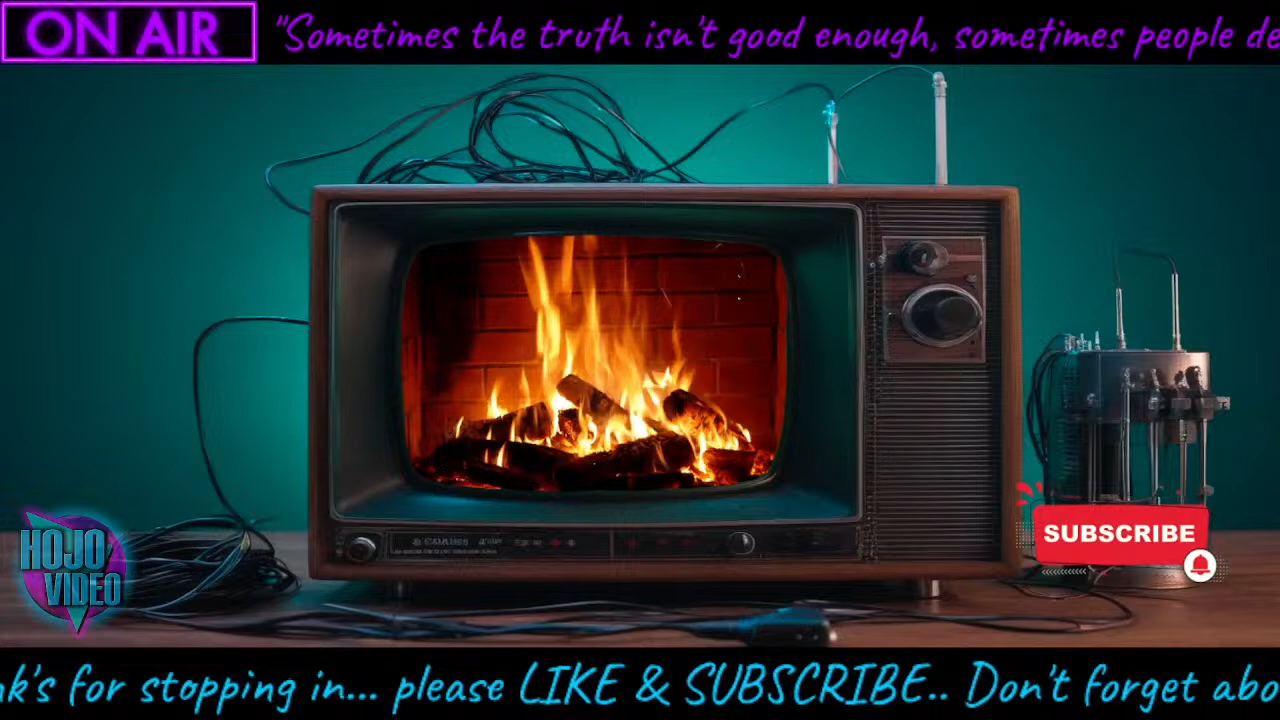 ON AIR "Sometimes the truth isn't good enough, sometimes people de
HOJO
VIDEO
SUBSCRIBE
nk's for stopping in... please LIKE & SUBSCRIBE.. Don't forget abo